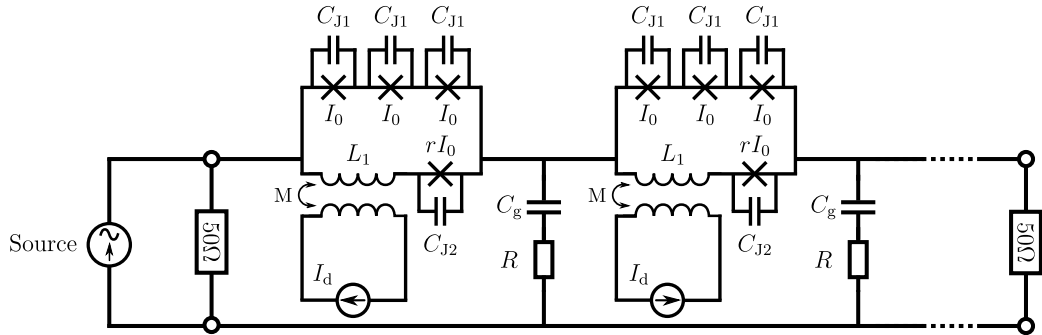 C_J1 C_J1 C_J1 C_J1 C_J1 C_J1
I_0 I_0 I_0 I_0 I_0 I_0
L_1 rI_0 L_1 rI_0
M M
C_g C_g
Source 50Ω C_J2 C_J2 50Ω
R R
I_d I_d